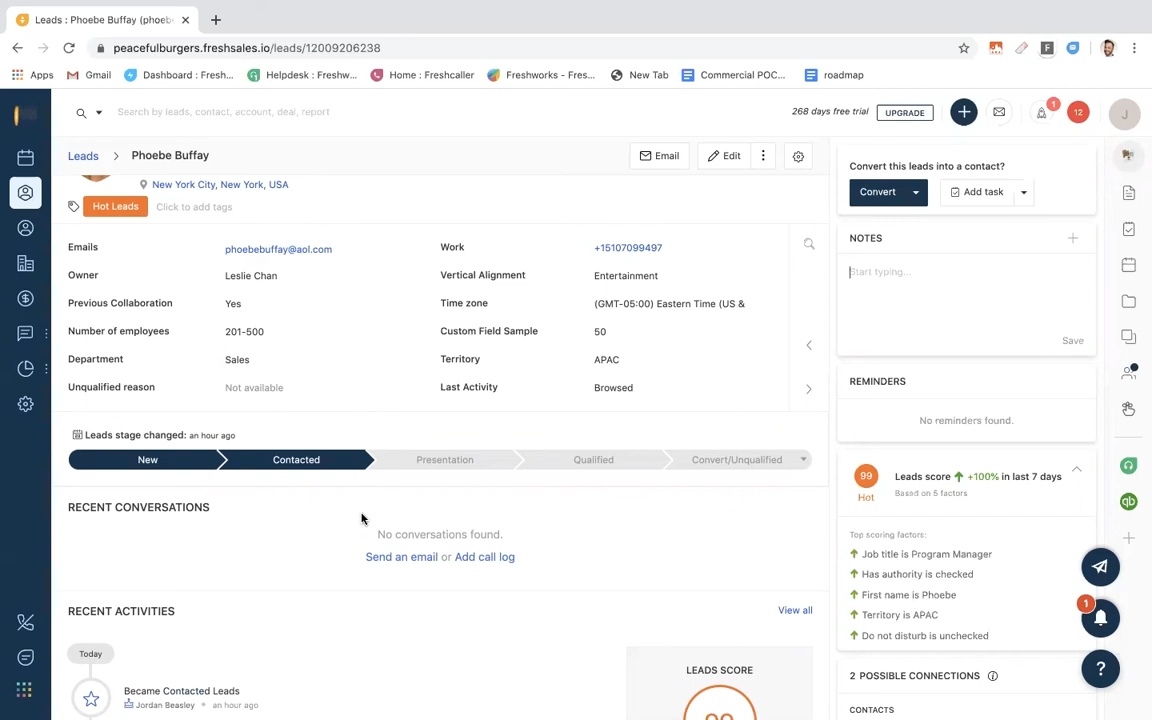 Leads : Phoebe Buffay (phoeb
peacefulburgers.freshsales.io/leads/12009206238
Apps Gmail Dashboard : Fresh... Helpdesk : Freshw... Home : Freshcaller Freshworks - Fres... New Tab Commercial POC... roadmap
Search by leads, contact, account, deal, report 268 days free trial UPGRADE 1 12 J
Leads Phoebe Buffay Email Edit
New York City, New York, USA
Hot Leads Click to add tags
Emails phoebebuffay@aol.com Work +15107099497
Owner Leslie Chan Vertical Alignment Entertainment
Previous Collaboration Yes Time zone (GMT-05:00) Eastern Time (US &
Number of employees 201-500 Custom Field Sample 50
Department Sales Territory APAC
Unqualified reason Not available Last Activity Browsed
Leads stage changed: an hour ago
New Contacted Presentation Qualified Convert/Unqualified
RECENT CONVERSATIONS
No conversations found.
Send an email or Add call log
RECENT ACTIVITIES View all
Today
Became Contacted Leads
Jordan Beasley • an hour ago
LEADS SCORE
99
Convert this leads into a contact?
Convert Add task
NOTES
Start typing...
Save
REMINDERS
No reminders found.
99 Leads score +100% in last 7 days
Hot Based on 5 factors
Top scoring factors:
Job title is Program Manager
Has authority is checked
First name is Phoebe
Territory is APAC
Do not disturb is unchecked
2 POSSIBLE CONNECTIONS
CONTACTS
F
qb
1
?